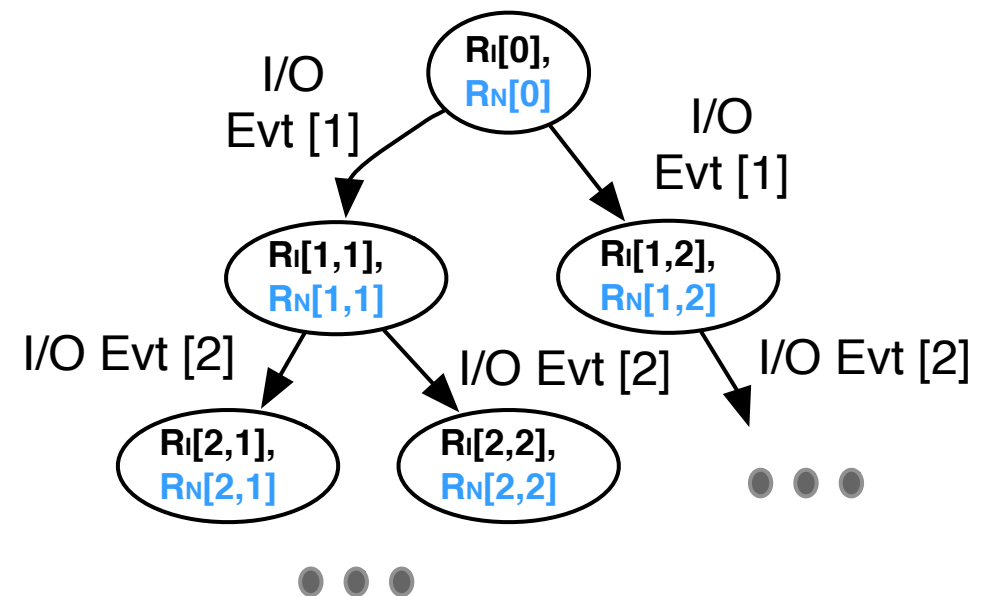 RI[0],
RN[0]
I/O
Evt [1]
I/O
Evt [1]
RI[1,1],
RN[1,1]
RI[1,2],
RN[1,2]
I/O Evt [2]
I/O Evt [2]
I/O Evt [2]
RI[2,1],
RN[2,1]
RI[2,2],
RN[2,2]